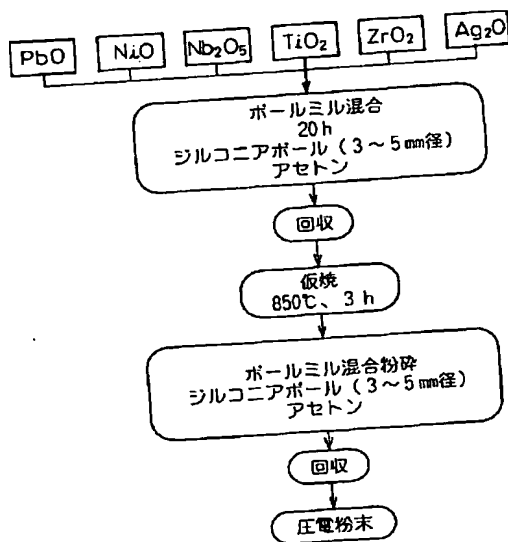 PbO
NiO
Nb₂O₅
TiO₂
ZrO₂
Ag₂O
ボールミル混合
20h
ジルコニアボール (3～5㎜径)
アセトン
回収
仮焼
850℃、3h
ボールミル混合粉砕
ジルコニアボール (3～5㎜径)
アセトン
回収
圧電粉末